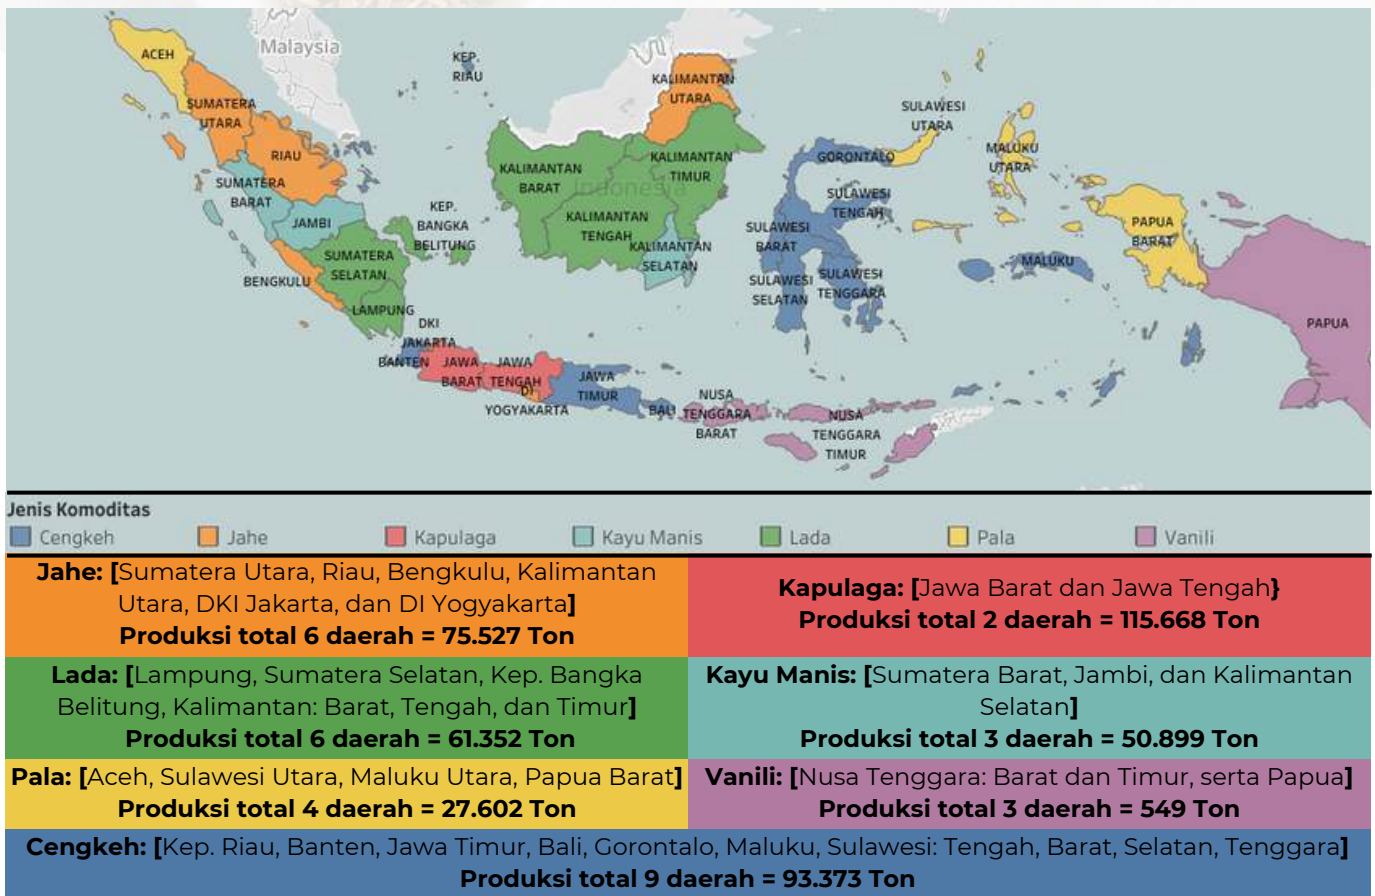 Malaysia
ACEH
KEP.
RIAU
KALIMANTAN
UTARA
SUMATERA
UTARA
SULAWESI
UTARA
RIAU
GORONTALO
MALUKU
UTARA
KALIMANTAN
BARAT
KALIMANTAN
TIMUR
Indonesia
SUMATERA
BARAT
SULAWESI
TENGAH
JAMBI
KEP.
BANGKA
BELITUNG
KALIMANTAN
TENGAH
KALIMANTAN
SELATAN
SULAWESI
BARAT
PAPUA
BARAT
SUMATERA
SELATAN
MALUKU
BENGKULU
SULAWESI
SELATAN
SULAWESI
TENGGARA
LAMPUNG
PAPUA
DKI
JAKARTA
BANTEN
JAWA
BARAT
JAWA
TENGAH
DI
YOGYAKARTA
JAWA
TIMUR
BALI
NUSA
TENGGARA
BARAT
NUSA
TENGGARA
TIMUR
Jenis Komoditas
Cengkeh Jahe Kapulaga Kayu Manis Lada Pala Vanili
Jahe: [Sumatera Utara, Riau, Bengkulu, Kalimantan
Utara, DKI Jakarta, dan DI Yogyakarta]
Produksi total 6 daerah = 75.527 Ton
Kapulaga: [Jawa Barat dan Jawa Tengah}
Produksi total 2 daerah = 115.668 Ton
Lada: [Lampung, Sumatera Selatan, Kep. Bangka
Belitung, Kalimantan: Barat, Tengah, dan Timur]
Produksi total 6 daerah = 61.352 Ton
Kayu Manis: [Sumatera Barat, Jambi, dan Kalimantan
Selatan]
Produksi total 3 daerah = 50.899 Ton
Pala: [Aceh, Sulawesi Utara, Maluku Utara, Papua Barat]
Produksi total 4 daerah = 27.602 Ton
Vanili: [Nusa Tenggara: Barat dan Timur, serta Papua]
Produksi total 3 daerah = 549 Ton
Cengkeh: [Kep. Riau, Banten, Jawa Timur, Bali, Gorontalo, Maluku, Sulawesi: Tengah, Barat, Selatan, Tenggara]
Produksi total 9 daerah = 93.373 Ton